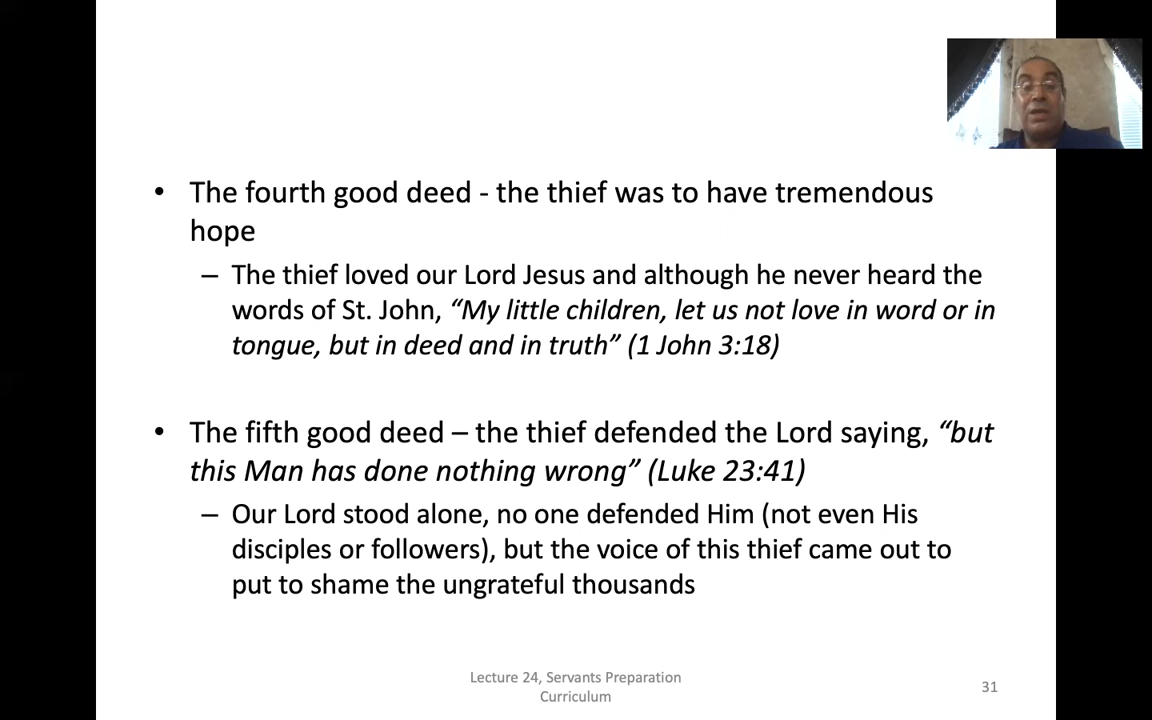 • The fourth good deed - the thief was to have tremendous
hope
– The thief loved our Lord Jesus and although he never heard the
words of St. John, “My little children, let us not love in word or in
tongue, but in deed and in truth” (1 John 3:18)
• The fifth good deed – the thief defended the Lord saying, “but
this Man has done nothing wrong” (Luke 23:41)
– Our Lord stood alone, no one defended Him (not even His
disciples or followers), but the voice of this thief came out to
put to shame the ungrateful thousands
Lecture 24, Servants Preparation
Curriculum
31